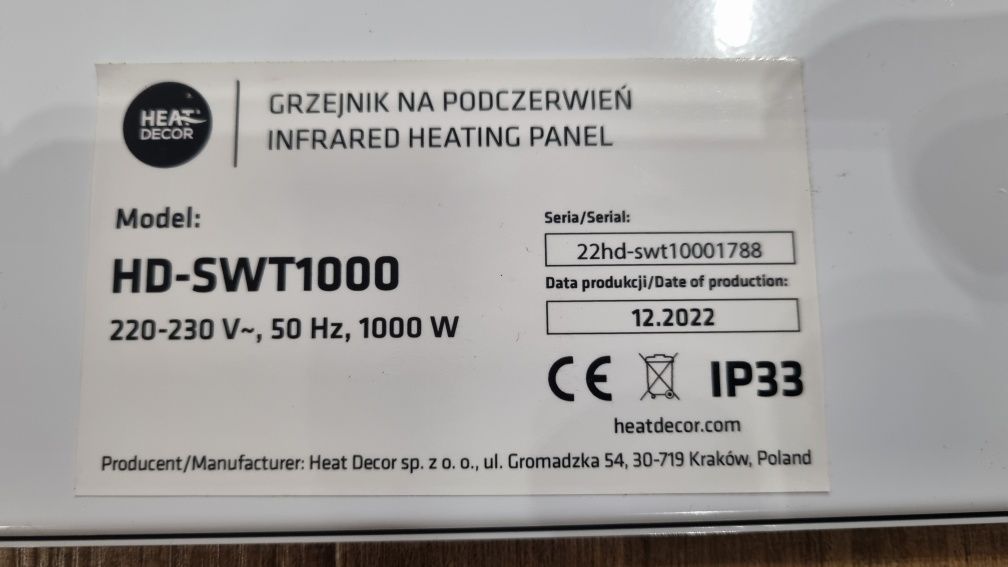 HEAT
DECOR
GRZEJNIK NA PODCZERWIEŃ
INFRARED HEATING PANEL
Model:
HD-SWT1000
220-230 V~, 50 Hz, 1000 W
Seria/Serial:
22hd-swt10001788
Data produkcji/Date of production:
12.2022
CE
IP33
heatdecor.com
Producent/Manufacturer: Heat Decor sp. z o. o., ul. Gromadzka 54, 30-719 Kraków, Poland